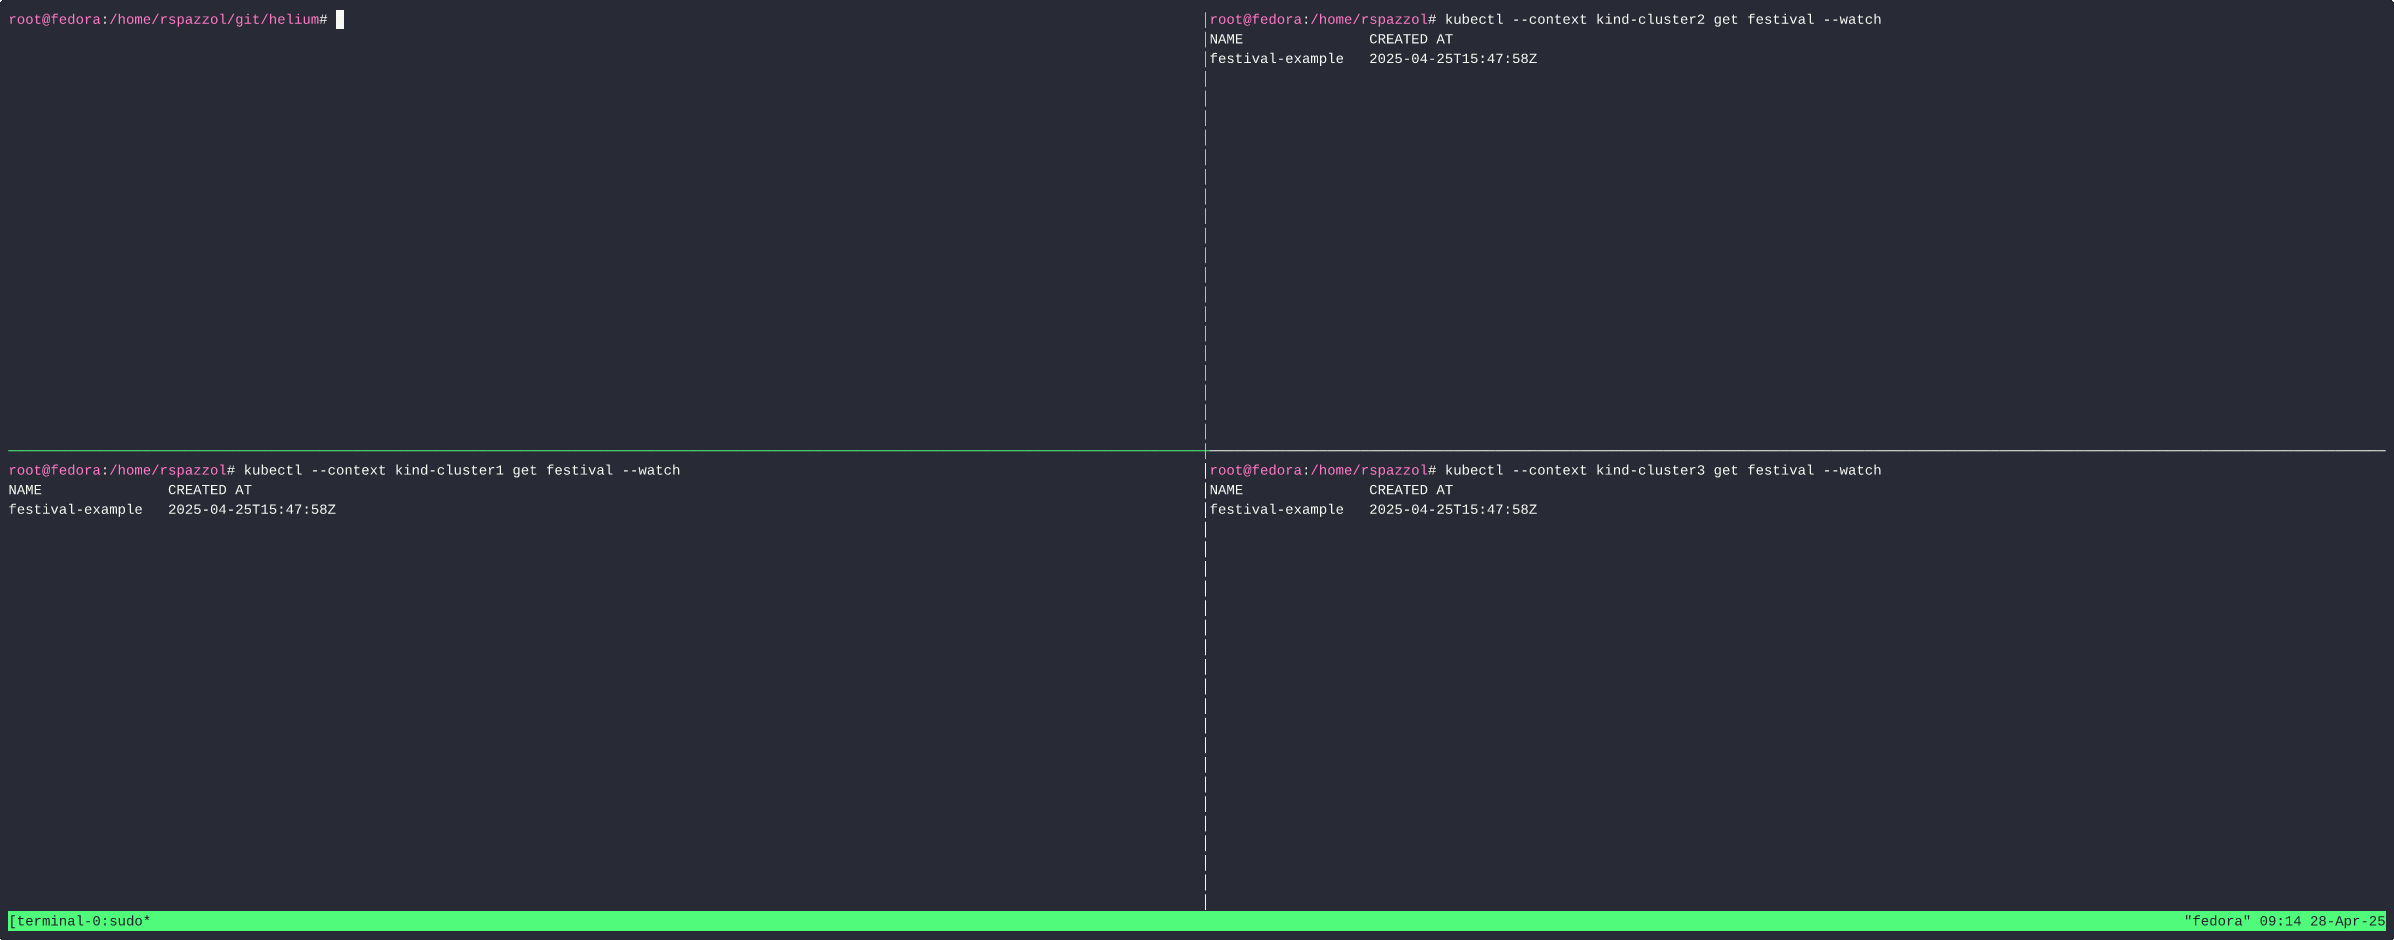 root@fedora:/home/rspazzol/git/helium#
root@fedora:/home/rspazzol# kubectl --context kind-cluster2 get festival --watch
NAME               CREATED AT
festival-example   2025-04-25T15:47:58Z
root@fedora:/home/rspazzol# kubectl --context kind-cluster1 get festival --watch
NAME               CREATED AT
festival-example   2025-04-25T15:47:58Z
root@fedora:/home/rspazzol# kubectl --context kind-cluster3 get festival --watch
NAME               CREATED AT
festival-example   2025-04-25T15:47:58Z
[terminal-0:sudo* "fedora" 09:14 28-Apr-25